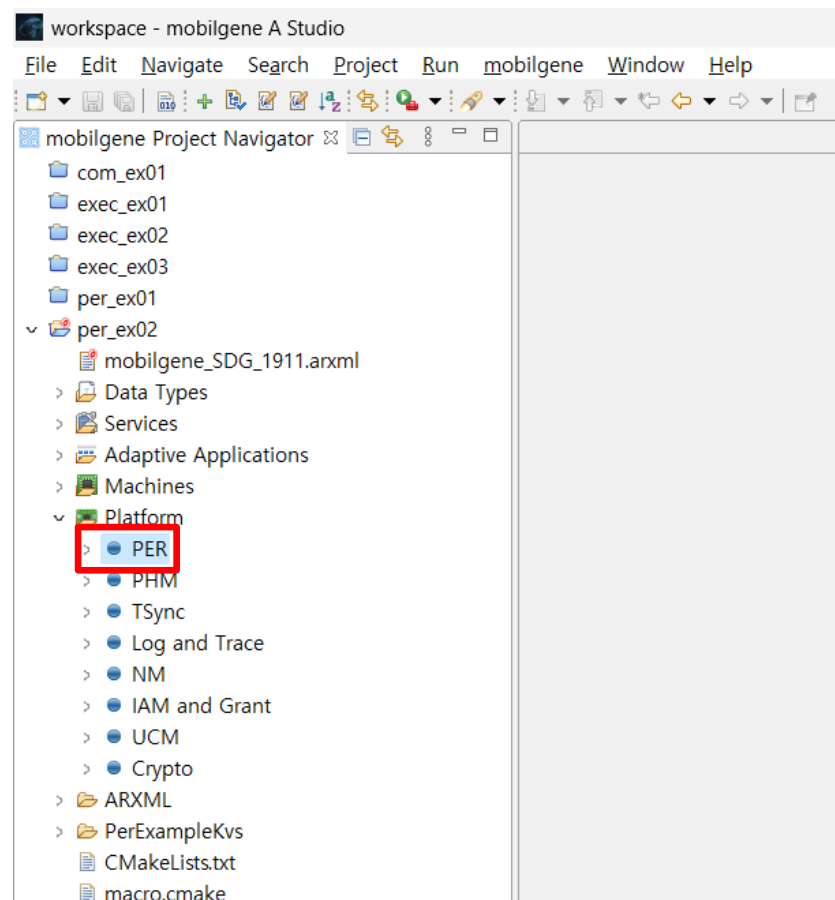 workspace - mobilgene A Studio
File Edit Navigate Search Project Run mobilgene Window Help
mobilgene Project Navigator
com_ex01
exec_ex01
exec_ex02
exec_ex03
per_ex01
per_ex02
mobilgene_SDG_1911.arxml
Data Types
Services
Adaptive Applications
Machines
Platform
PER
PHM
TSync
Log and Trace
NM
IAM and Grant
UCM
Crypto
ARXML
PerExampleKvs
CMakeLists.txt
macro.cmake